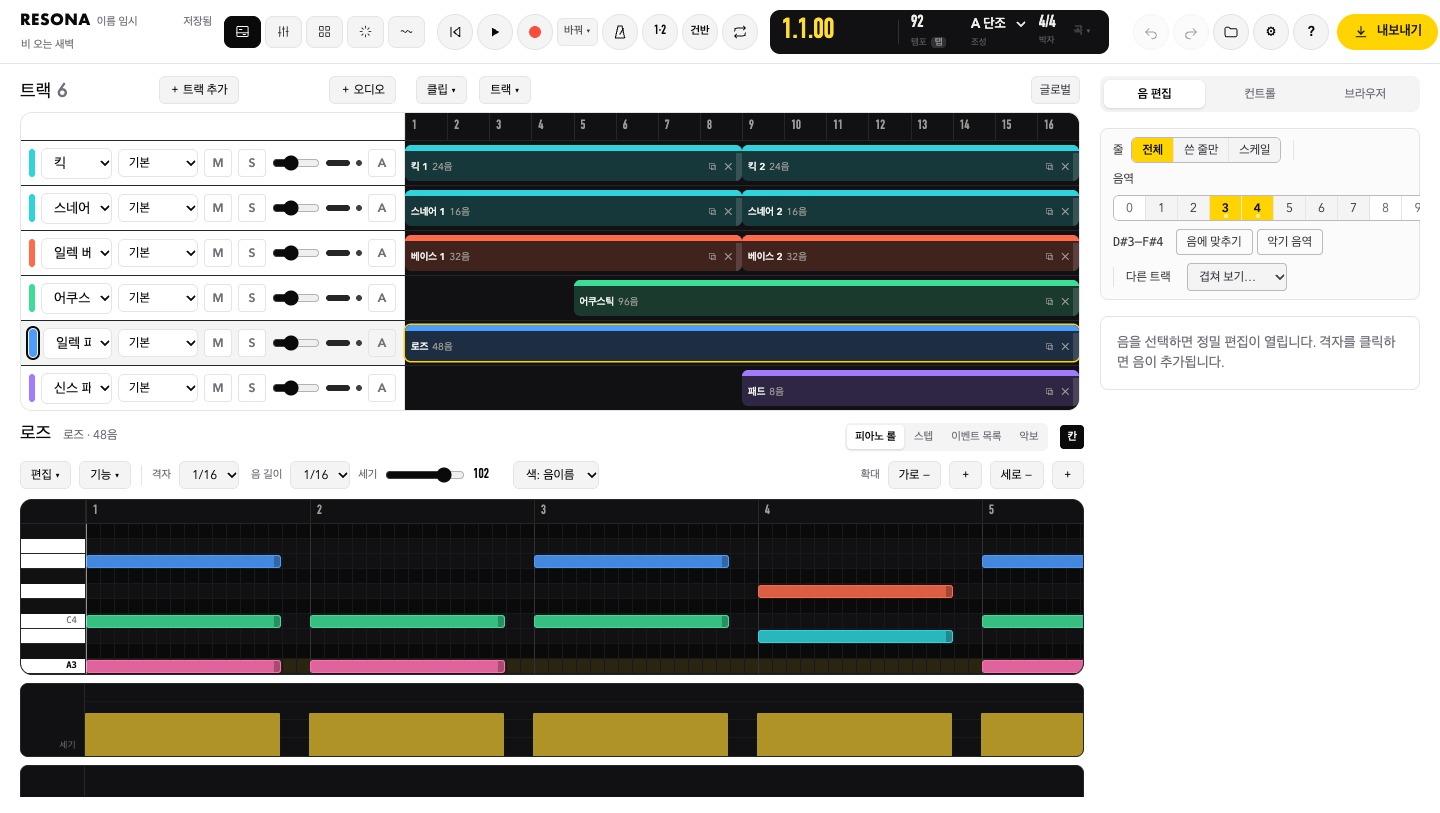 RESONA 이름 임시 저장됨
비 오는 새벽
바꿔 ▾
1·2
건반
1.1.00
92
템포 탭
A 단조
조성
4/4
박자
곡 ▾
?
내보내기
트랙 6
+ 트랙 추가
+ 오디오
클립 ▾
트랙 ▾
글로벌
1 2 3 4 5 6 7 8 9 10 11 12 13 14 15 16
킥 기본 M S A
킥 1 24음
킥 2 24음
스네어 기본 M S A
스네어 1 16음
스네어 2 16음
일렉 베 기본 M S A
베이스 1 32음
베이스 2 32음
어쿠스 기본 M S A
어쿠스틱 96음
일렉 피 기본 M S A
로즈 48음
신스 패 기본 M S A
패드 8음
음 편집
컨트롤
브라우저
줄 전체 쓴 줄만 스케일
음역
0 1 2 3 4 5 6 7 8 9
D#3–F#4 음에 맞추기 악기 음역
다른 트랙 겹쳐 보기…
음을 선택하면 정밀 편집이 열립니다. 격자를 클릭하
면 음이 추가됩니다.
로즈 로즈 · 48음
피아노 롤 스텝 이벤트 목록 악보 칸
편집 ▾ 기능 ▾ 격자 1/16 음 길이 1/16 세기 102 색: 음이름
확대 가로 − + 세로 − +
1 2 3 4 5
C4
A3
세기